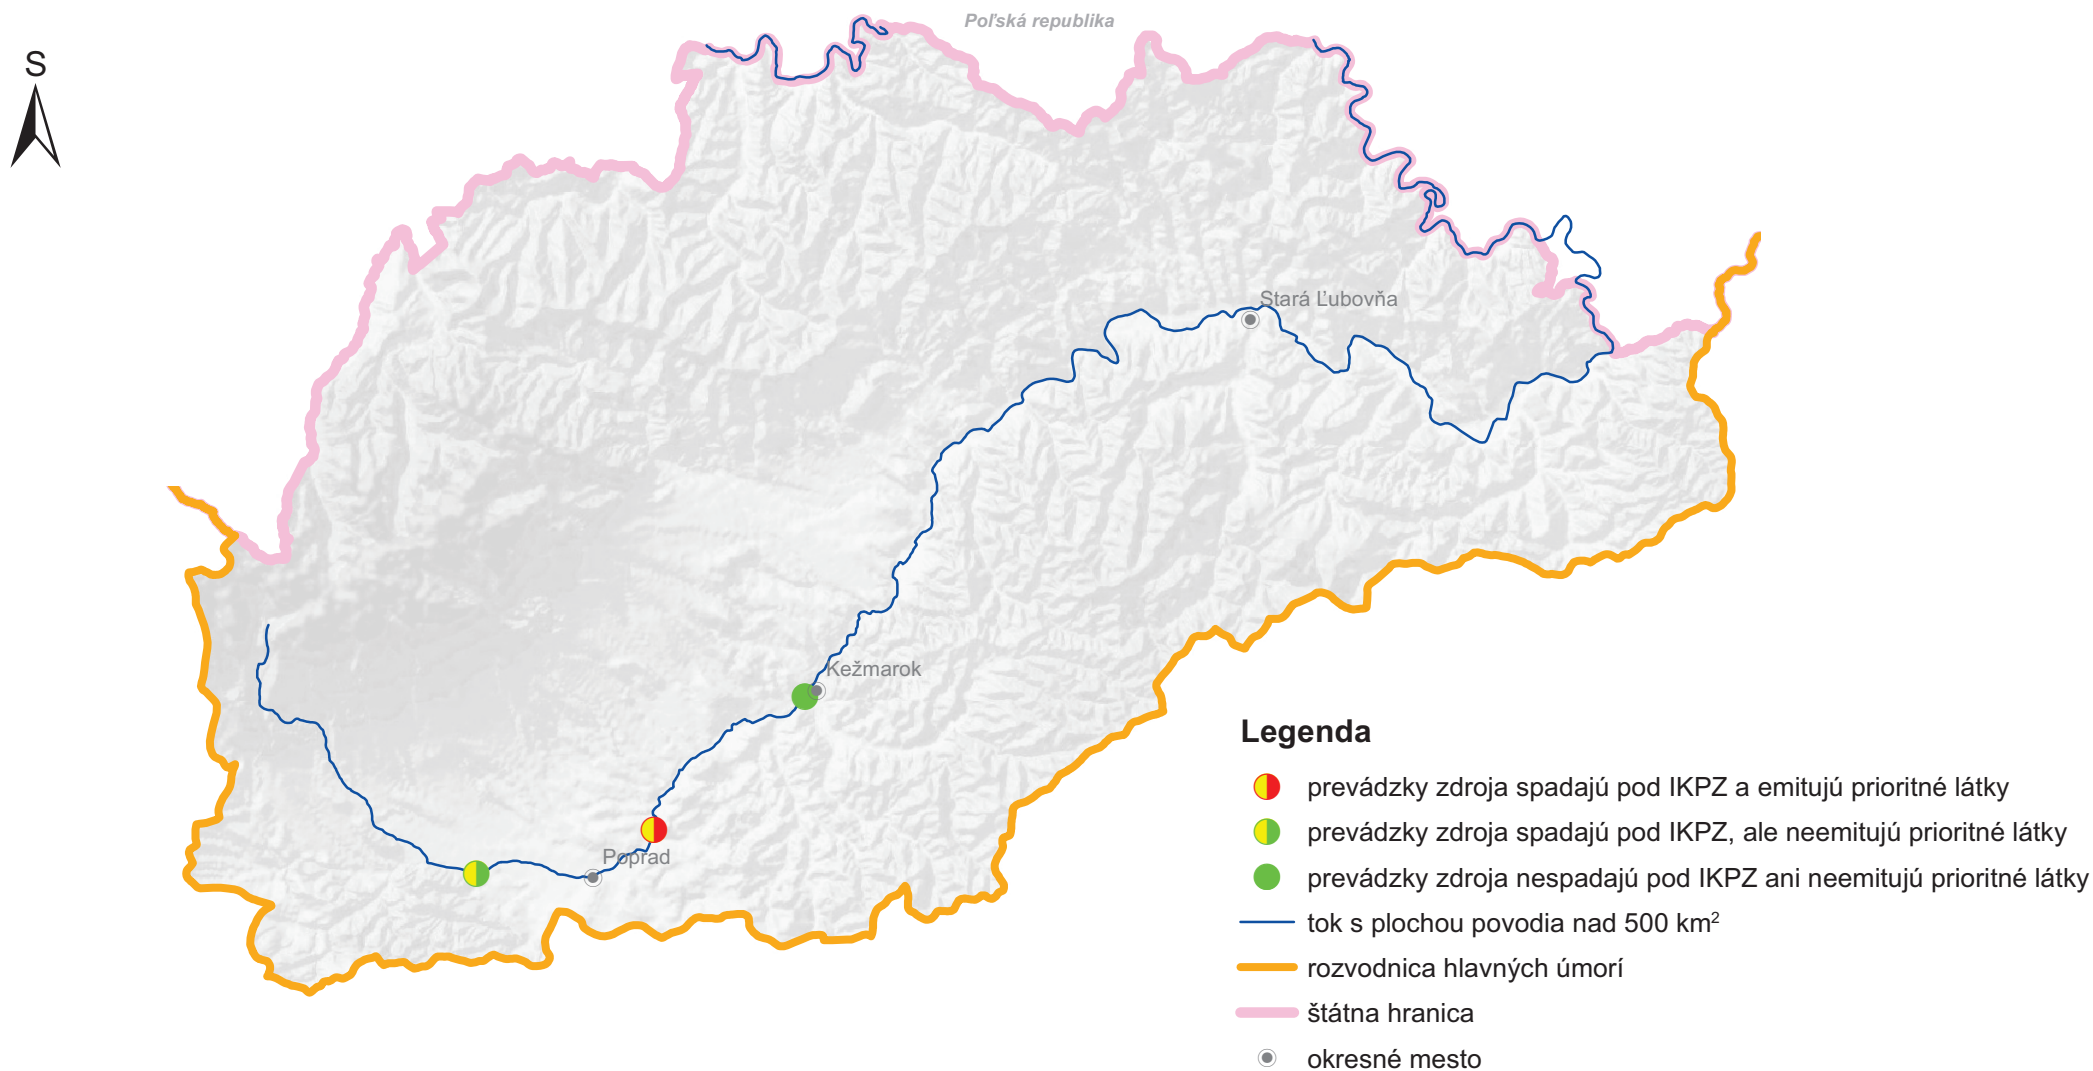 Poľská republika
S
Stará Ľubovňa
Kežmarok
Poprad
Legenda
prevádzky zdroja spadajú pod IKPZ a emitujú prioritné látky
prevádzky zdroja spadajú pod IKPZ, ale neemitujú prioritné látky
prevádzky zdroja nespadajú pod IKPZ ani neemitujú prioritné látky
tok s plochou povodia nad 500 km²
rozvodnica hlavných úmorí
štátna hranica
okresné mesto